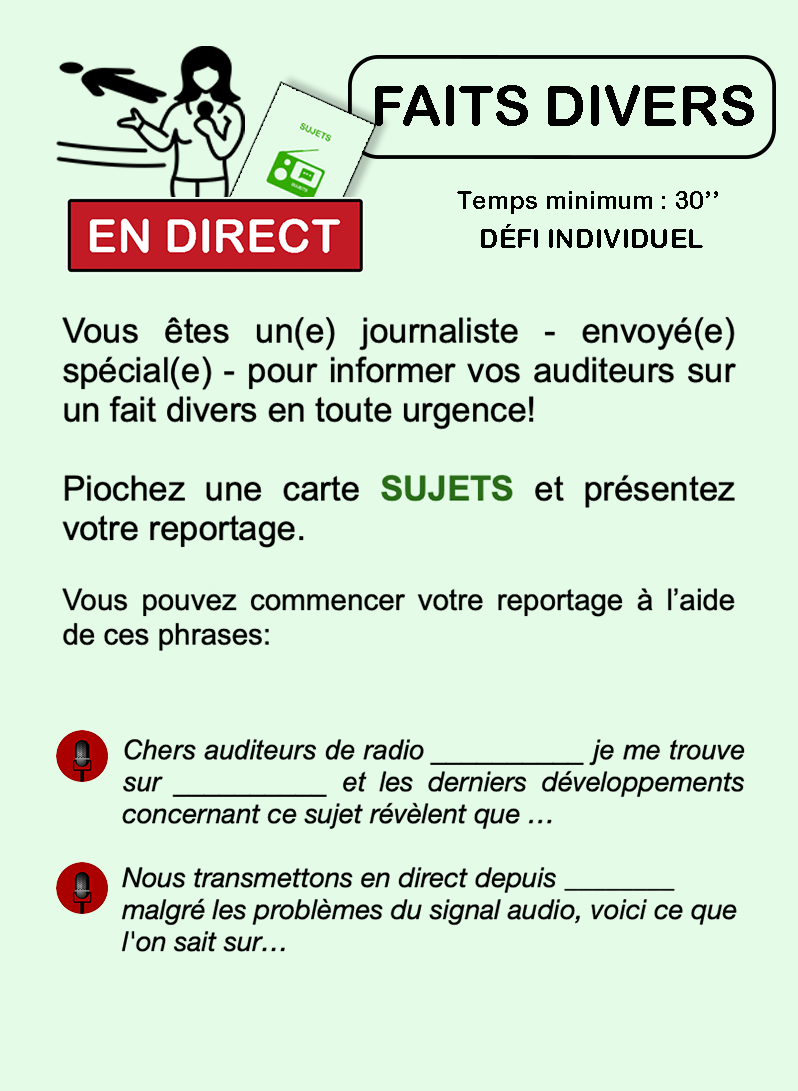 SUJETS
SUJETS
FAITS DIVERS
EN DIRECT
Temps minimum : 30’’
DÉFI INDIVIDUEL
Vous êtes un(e) journaliste - envoyé(e)
spécial(e) - pour informer vos auditeurs sur
un fait divers en toute urgence!
Piochez une carte SUJETS et présentez
votre reportage.
Vous pouvez commencer votre reportage à l’aide
de ces phrases:
Chers auditeurs de radio __________ je me trouve
sur __________ et les derniers développements
concernant ce sujet révèlent que …
Nous transmettons en direct depuis _______
malgré les problèmes du signal audio, voici ce que
l'on sait sur…